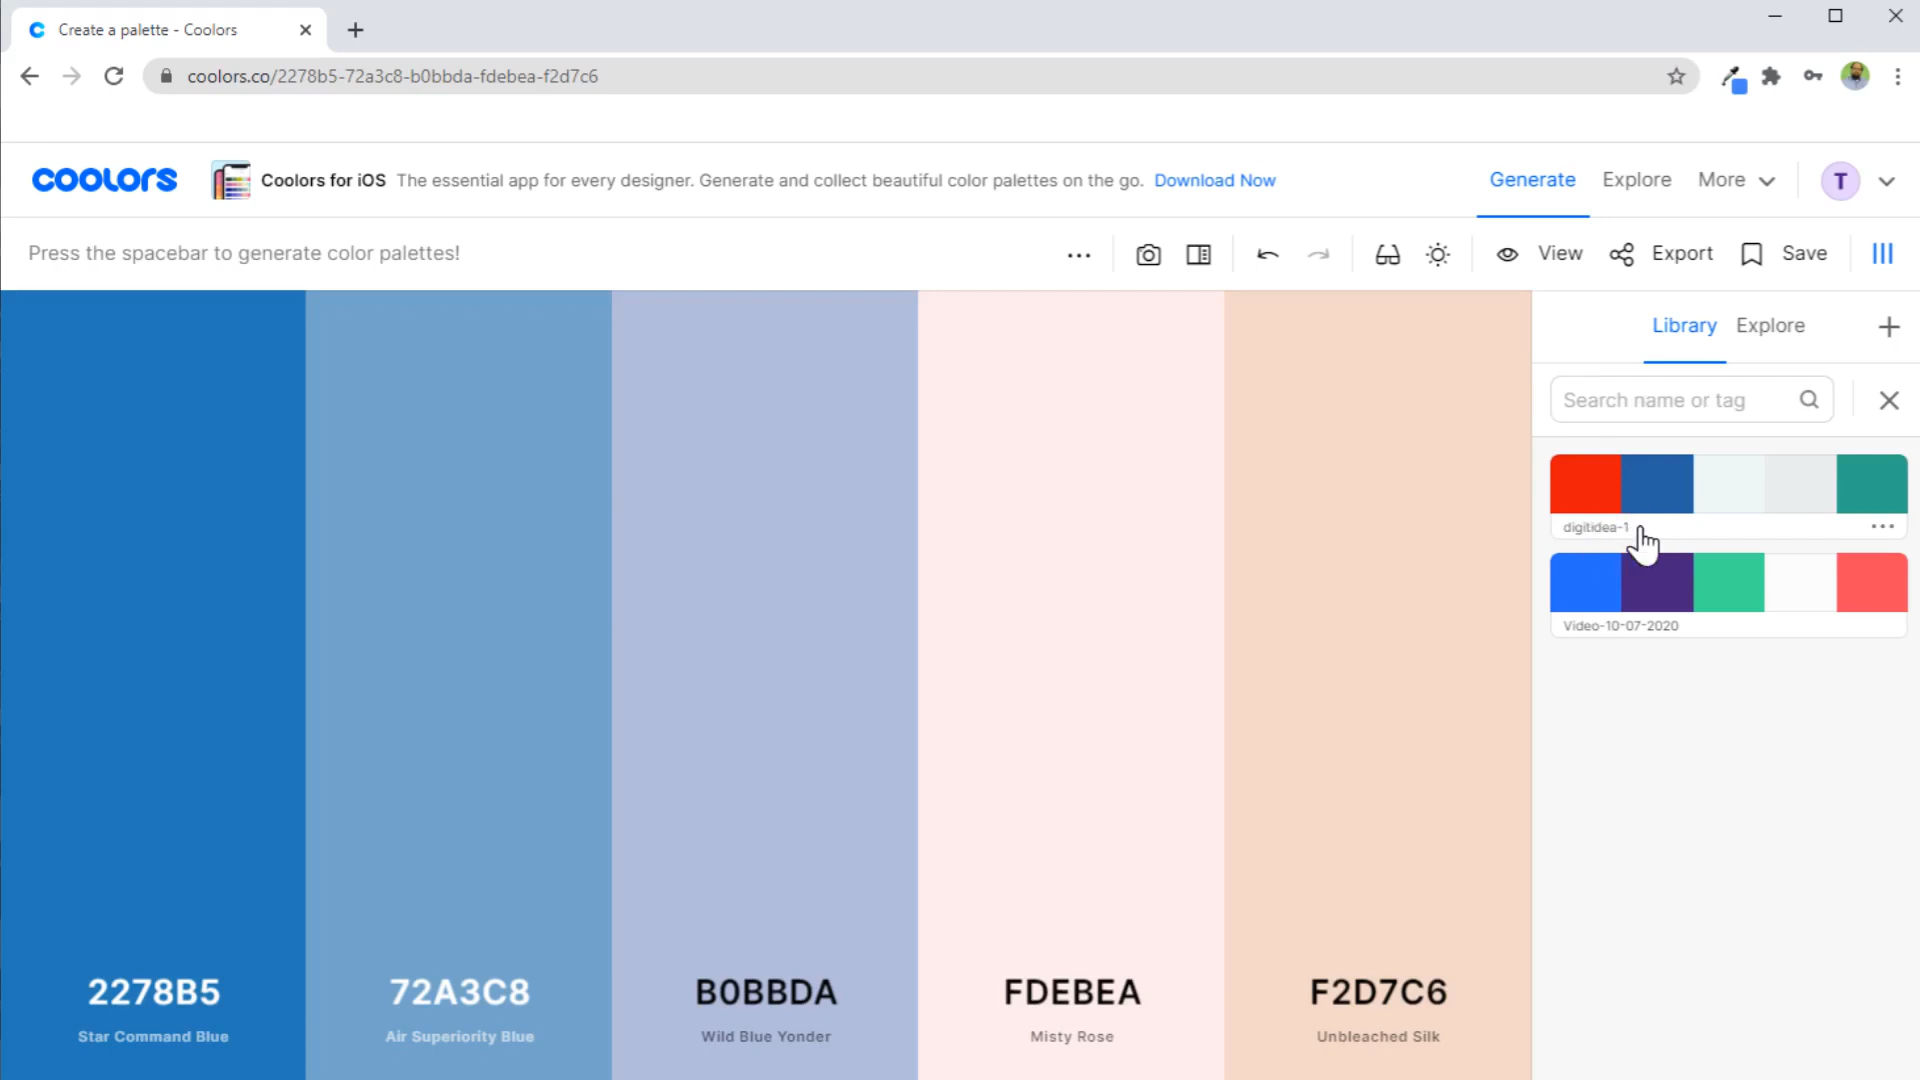 Create a palette - Coolors
coolors.co/2278b5-72a3c8-b0bbda-fdebea-f2d7c6
coolors
Coolors for iOS The essential app for every designer. Generate and collect beautiful color palettes on the go. Download Now
Generate Explore More T
Press the spacebar to generate color palettes!
View Export Save
Library Explore
Search name or tag
digitidea-1
Video-10-07-2020
2278B5 72A3C8 B0BBDA FDEBEA F2D7C6
Star Command Blue Air Superiority Blue Wild Blue Yonder Misty Rose Unbleached Silk